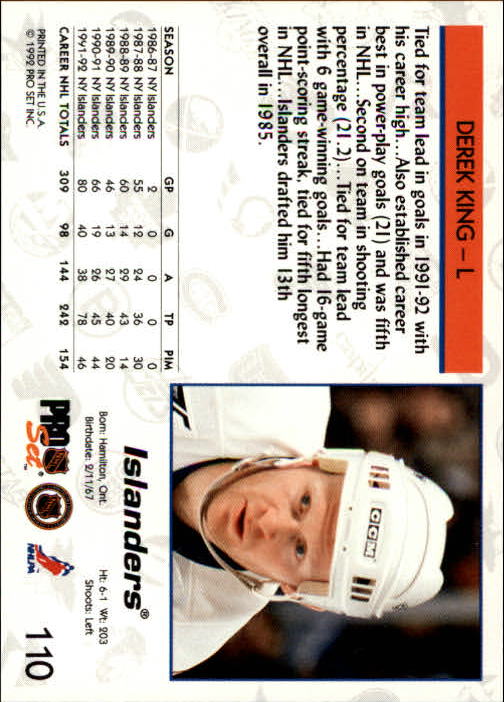 DEREK KING – L
Tied for team lead in goals in 1991-92 with
his career high...Also established career
best in power-play goals (21) and was fifth
in NHL...Second on team in shooting
percentage (21.2)...Tied for team lead
with 6 game-winning goals...Had 16-game
point-scoring streak, tied for fifth longest
in NHL...Islanders drafted him 13th
overall in 1985.
SEASON GP G A TP PIM
1986-87 NY Islanders 2 0 0 0 0
1987-88 NY Islanders 55 12 24 36 30
1988-89 NY Islanders 60 14 29 43 14
1989-90 NY Islanders 46 13 27 40 20
1990-91 NY Islanders 66 19 26 45 44
1991-92 NY Islanders 80 40 38 78 46
CAREER NHL TOTALS 309 98 144 242 154
PRINTED IN THE U.S.A.
© 1992 PRO SET INC.
CCM
Islanders®
Born: Hamilton, Ont. Ht: 6-1 Wt: 203
Birthdate: 2/11/67 Shoots: Left
PRO Set
NHL
NHLPA
110